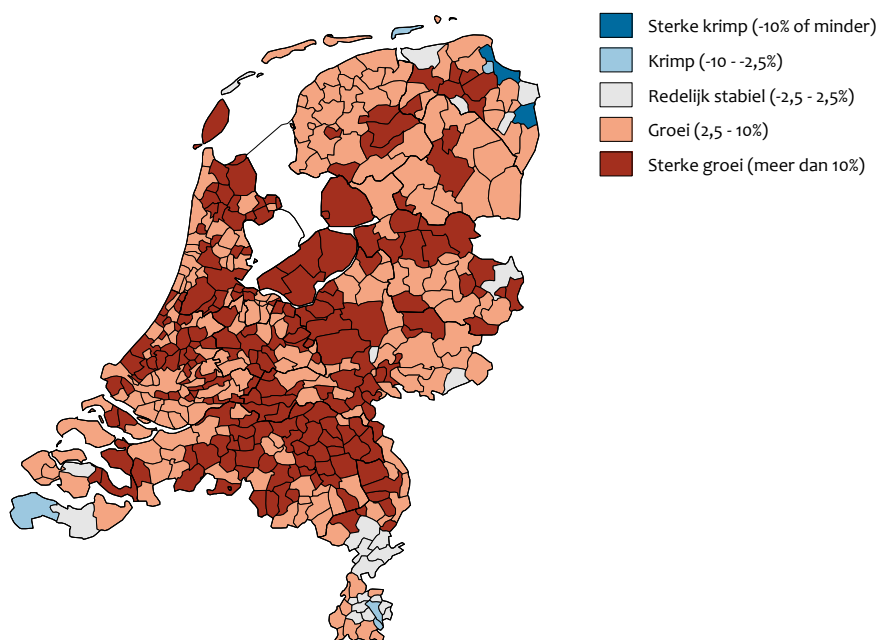 Sterke krimp (-10% of minder)
Krimp (-10 - -2,5%)
Redelijk stabiel (-2,5 - 2,5%)
Groei (2,5 - 10%)
Sterke groei (meer dan 10%)